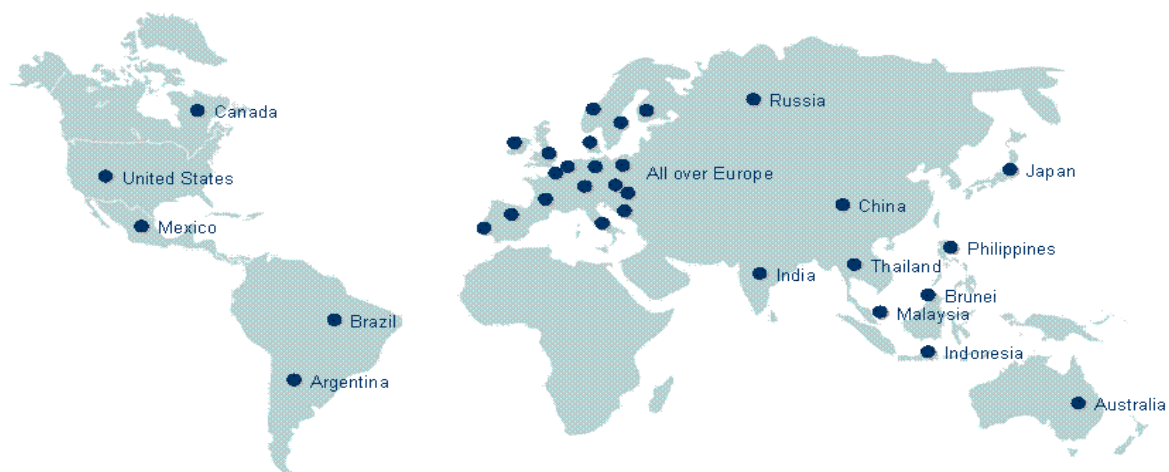 Canada
Russia
United States
All over Europe
Japan
China
Mexico
Philippines
Thailand
India
Brunei
Malaysia
Brazil
Indonesia
Argentina
Australia